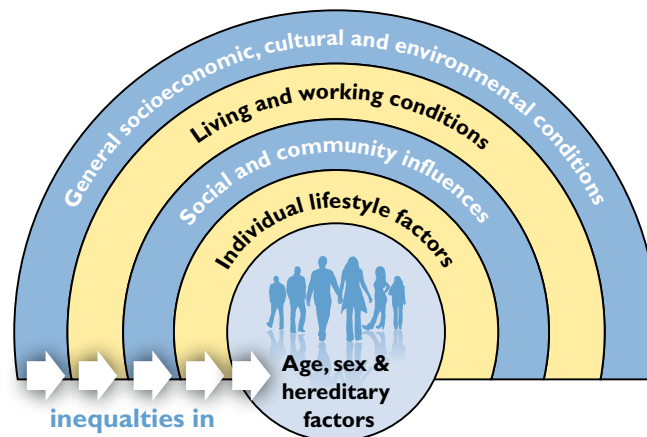 General socioeconomic, cultural and environmental conditions
Living and working conditions
Social and community influences
Individual lifestyle factors
Age, sex &
hereditary
factors
inequalties in